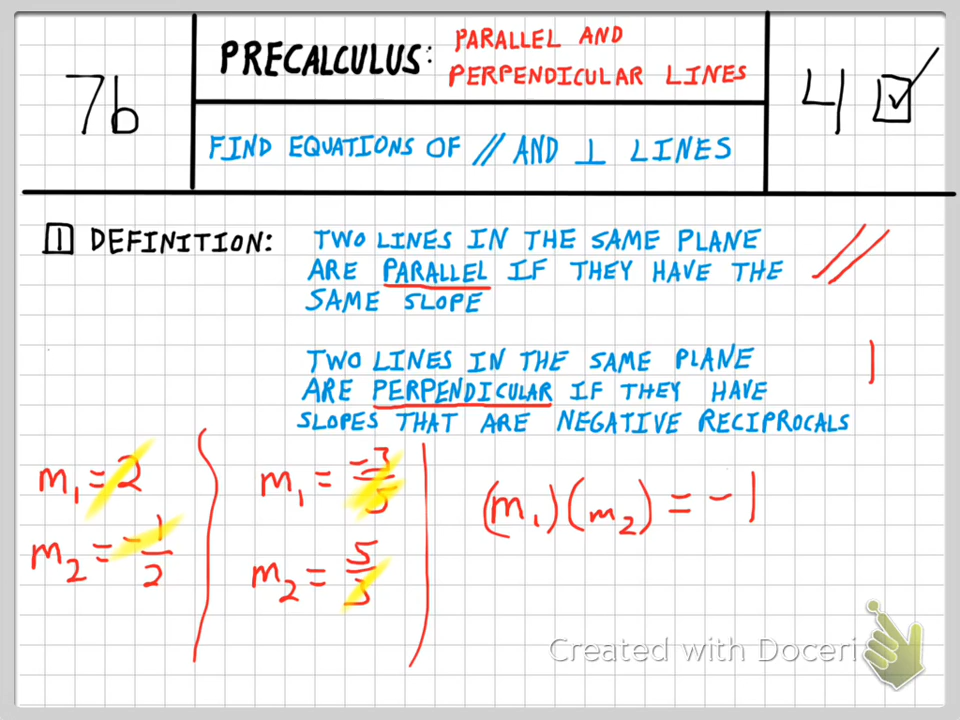 7b
PRECALCULUS: PARALLEL AND
PERPENDICULAR LINES
FIND EQUATIONS OF // AND ⊥ LINES
4
1 DEFINITION: TWO LINES IN THE SAME PLANE
ARE PARALLEL IF THEY HAVE THE
SAME SLOPE
TWO LINES IN THE SAME PLANE
ARE PERPENDICULAR IF THEY HAVE
SLOPES THAT ARE NEGATIVE RECIPROCALS
m₁ = 2
m₂ = -1/2
m₁ = -3/5
m₂ = 5/3
(m₁)(m₂) = -1
Created with Doceri